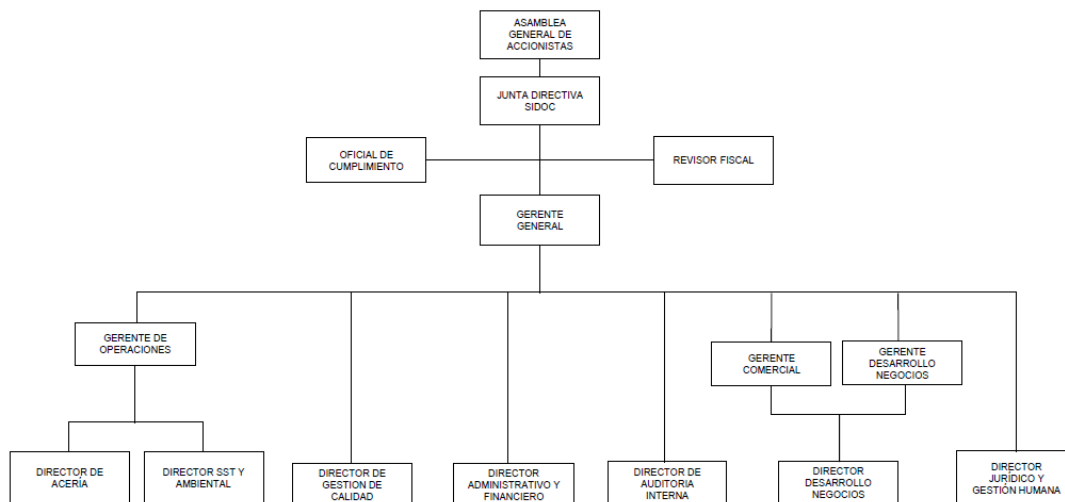 ASAMBLEA
GENERAL DE
ACCIONISTAS
JUNTA DIRECTIVA
SIDOC
OFICIAL DE
CUMPLIMIENTO
REVISOR FISCAL
GERENTE
GENERAL
GERENTE DE
OPERACIONES
GERENTE
COMERCIAL
GERENTE
DESARROLLO
NEGOCIOS
DIRECTOR DE
ACERÍA
DIRECTOR SST Y
AMBIENTAL
DIRECTOR DE
GESTION DE
CALIDAD
DIRECTOR
ADMINISTRATIVO Y
FINANCIERO
DIRECTOR DE
AUDITORIA
INTERNA
DIRECTOR
DESARROLLO
NEGOCIOS
DIRECTOR
JURÍDICO Y
GESTIÓN HUMANA